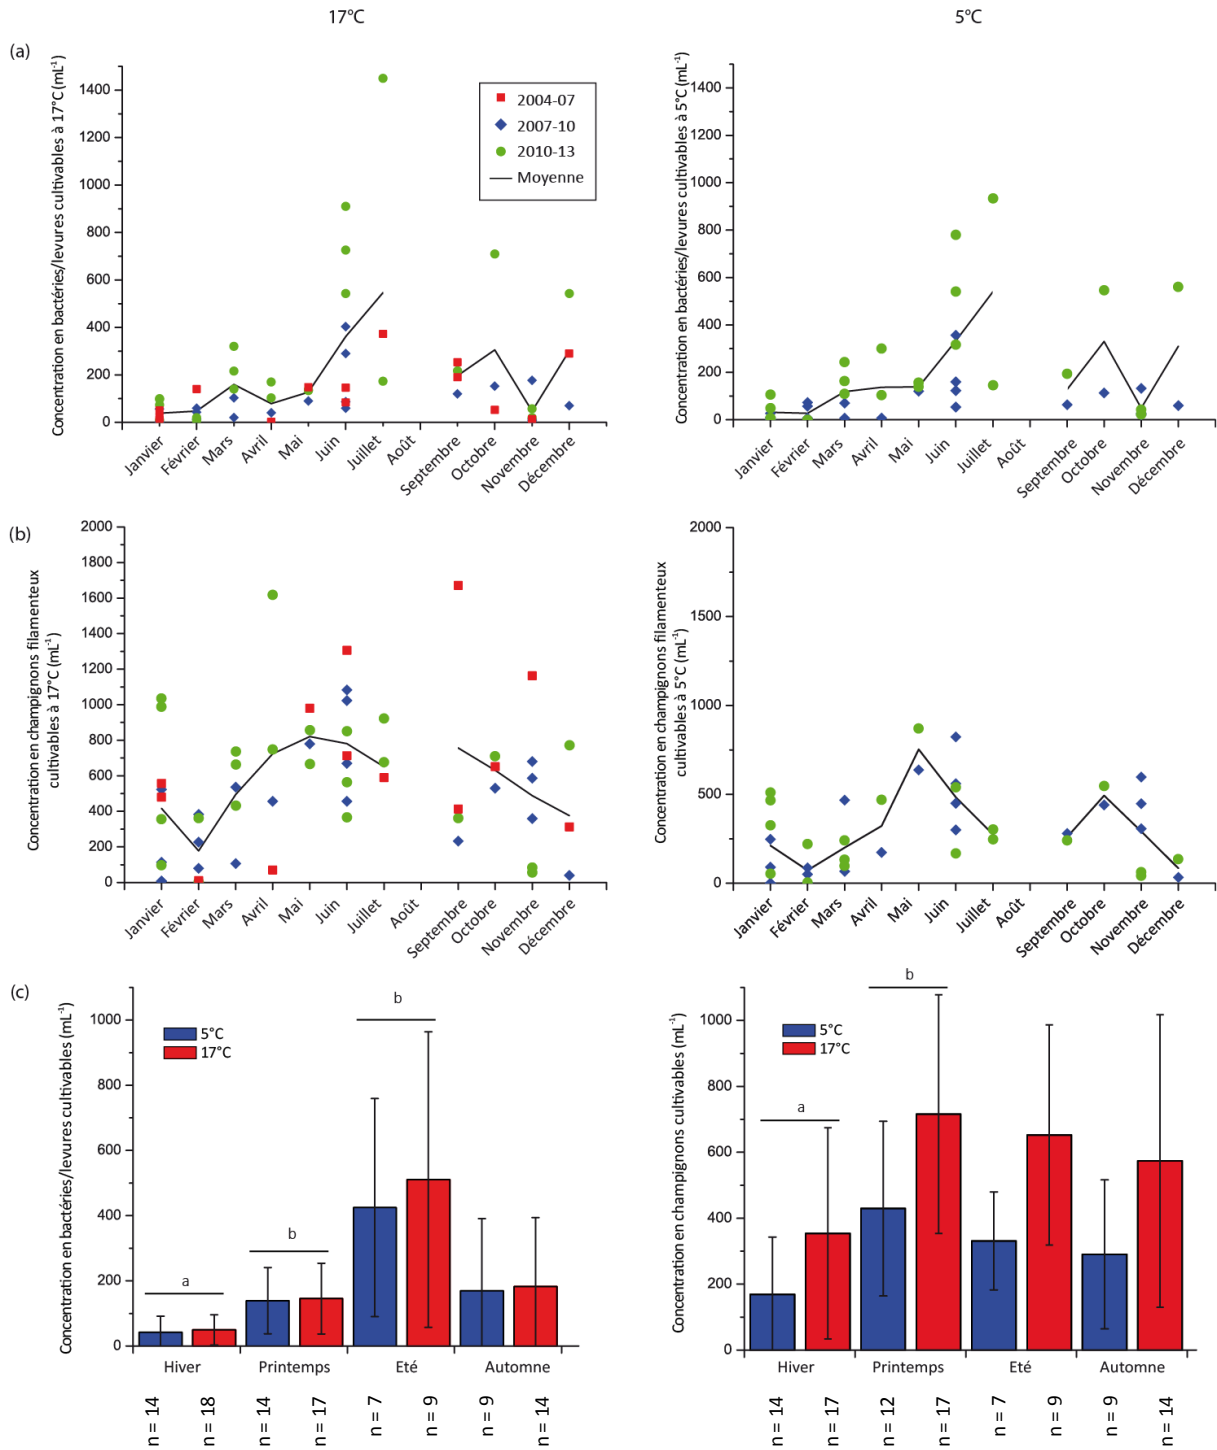 17°C
5°C
(a)
Concentration en bactéries/levures cultivables à 17°C (mL-1)
1400
1200
1000
800
600
400
200
0
2004-07
2007-10
2010-13
Moyenne
Janvier
Février
Mars
Avril
Mai
Juin
Juillet
Août
Septembre
Octobre
Novembre
Décembre
Concentration en bactéries/levures cultivables à 5°C (mL-1)
1400
1200
1000
800
600
400
200
0
Janvier
Février
Mars
Avril
Mai
Juin
Juillet
Août
Septembre
Octobre
Novembre
Décembre
(b)
Concentration en champignons filamenteux
cultivables à 17°C (mL-1)
2000
1800
1600
1400
1200
1000
800
600
400
200
0
Janvier
Février
Mars
Avril
Mai
Juin
Juillet
Août
Septembre
Octobre
Novembre
Décembre
Concentration en champignons filamenteux
cultivables à 5°C (mL-1)
2000
1500
1000
500
0
Janvier
Février
Mars
Avril
Mai
Juin
Juillet
Août
Septembre
Octobre
Novembre
Décembre
(c)
Concentration en bactéries/levures cultivables (mL-1)
1000
800
600
400
200
0
5°C
17°C
a
b
b
Hiver
Printemps
Eté
Automne
n = 14
n = 18
n = 14
n = 17
n = 7
n = 9
n = 9
n = 14
Concentration en champignons cultivables (mL-1)
1000
800
600
400
200
0
5°C
17°C
a
b
Hiver
Printemps
Eté
Automne
n = 14
n = 17
n = 12
n = 17
n = 7
n = 9
n = 9
n = 14